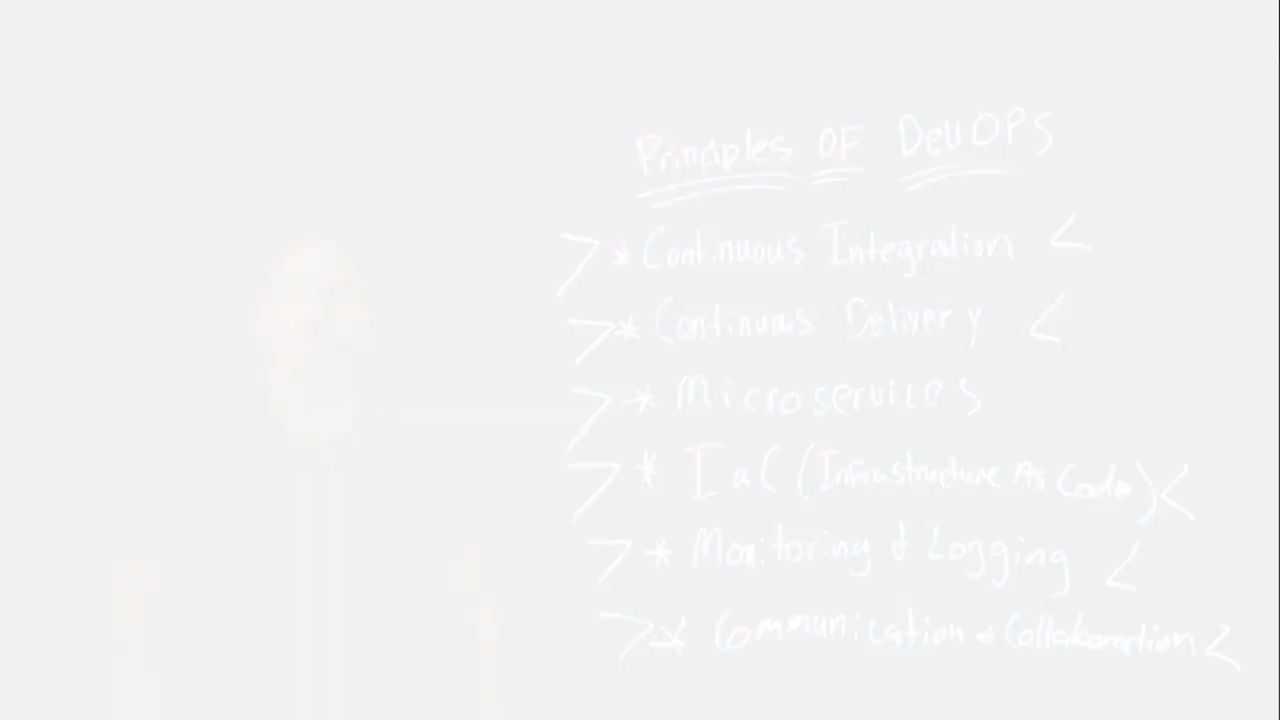 Principles OF DevOPS
> * Continuous Integration <
> * Continuous Delivery <
> * Microservices
> * IaC (Infrastructure As Code) <
> * Monitoring & Logging <
> * Communication & Collaboration <